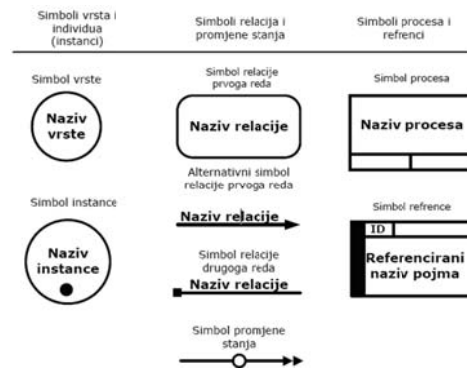 Simboli vrsta i
individua
(instanci)
Simbol vrste
Naziv
vrste
Simbol instance
Naziv
instance
Simboli relacija i
promjene stanja
Simbol relacije
prvoga reda
Naziv relacije
Alternativni simbol
relacije prvoga reda
Naziv relacije
Simbol relacije
drugoga reda
Naziv relacije
Simbol promjene
stanja
Simboli procesa i
refrenci
Simbol procesa
Naziv procesa
Simbol refrence
ID
Referencirani
naziv pojma